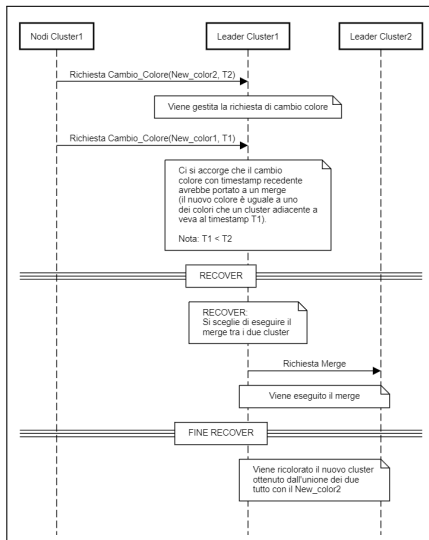 Nodi Cluster1
Leader Cluster1
Leader Cluster2
Richiesta Cambio_Colore(New_color2, T2)
Viene gestita la richiesta di cambio colore
Richiesta Cambio_Colore(New_color1, T1)
Ci si accorge che il cambio
colore con timestamp recedente
avrebbe portato a un merge
(il nuovo colore è uguale a uno
dei colori che un cluster adiacente a
veva al timestamp T1).
Nota: T1 < T2
RECOVER
RECOVER:
Si sceglie di eseguire il
merge tra i due cluster
Richiesta Merge
Viene eseguito il merge
FINE RECOVER
Viene ricolorato il nuovo cluster
ottenuto dall'unione dei due
tutto con il New_color2